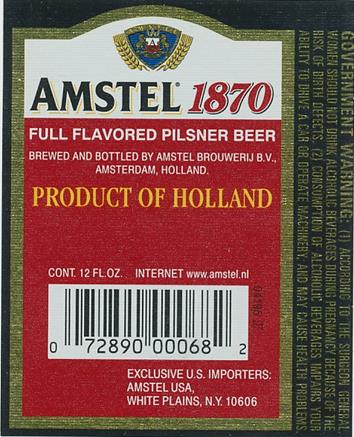 AMSTEL 1870
FULL FLAVORED PILSNER BEER
BREWED AND BOTTLED BY AMSTEL BROUWERIJ B.V.,
AMSTERDAM, HOLLAND.
PRODUCT OF HOLLAND
CONT. 12 FL.OZ. INTERNET www.amstel.nl
0 72890 00068 2
EXCLUSIVE U.S. IMPORTERS:
AMSTEL USA,
WHITE PLAINS, N.Y. 10606
GOVERNMENT WARNING: (1) ACCORDING TO THE SURGEON GENERAL
WOMEN SHOULD NOT DRINK ALCOHOLIC BEVERAGES DURING PREGNANCY BECAUSE OF THE
RISK OF BIRTH DEFECTS. (2) CONSUMPTION OF ALCOHOLIC BEVERAGES IMPAIRS YOUR
ABILITY TO DRIVE A CAR OR OPERATE MACHINERY, AND MAY CAUSE HEALTH PROBLEMS.